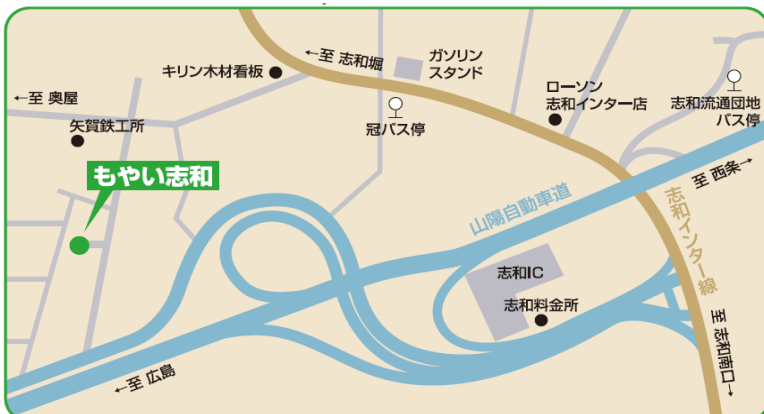 ←至 志和堀
ガソリン
スタンド
キリン木材看板
←至 奥屋
ローソン
志和インター店
志和流通団地
バス停
矢賀鉄工所
冠バス停
もやい志和
至 西条→
山陽自動車道
志和インター線
志和IC
志和料金所
至 志和南口→
←至 広島